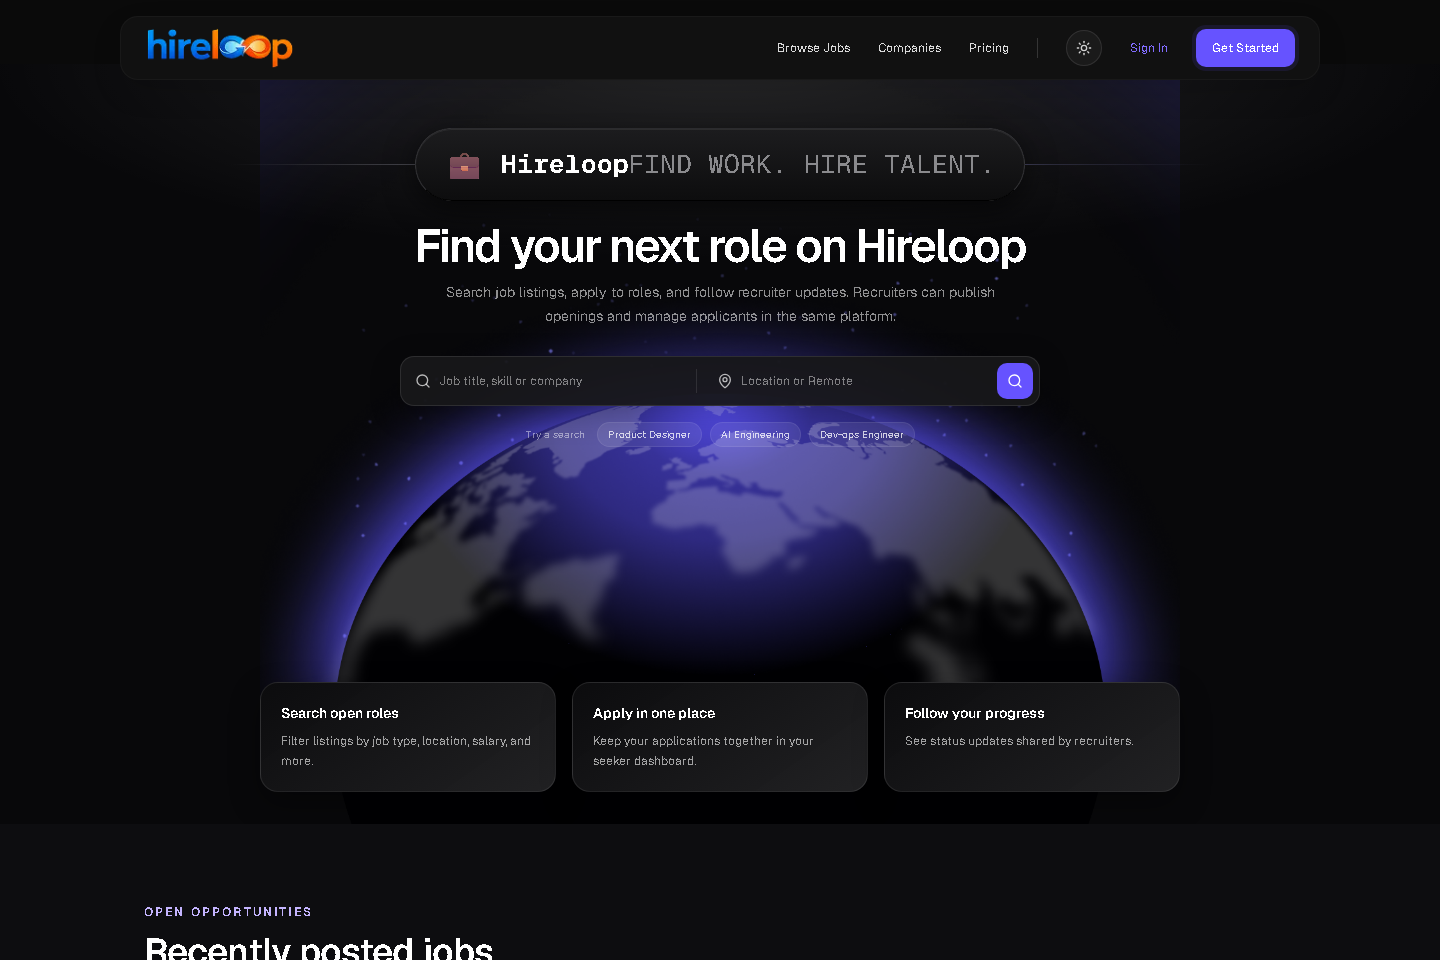 hireloop
Browse Jobs
Companies
Pricing
Sign In
Get Started
HireloopFIND WORK. HIRE TALENT.
Find your next role on Hireloop
Search job listings, apply to roles, and follow recruiter updates. Recruiters can publish
openings and manage applicants in the same platform.
Job title, skill or company
Location or Remote
Try a search
Product Designer
AI Engineering
Dev-ops Engineer
Search open roles
Filter listings by job type, location, salary, and
more.
Apply in one place
Keep your applications together in your
seeker dashboard.
Follow your progress
See status updates shared by recruiters.
OPEN OPPORTUNITIES
Recently posted jobs